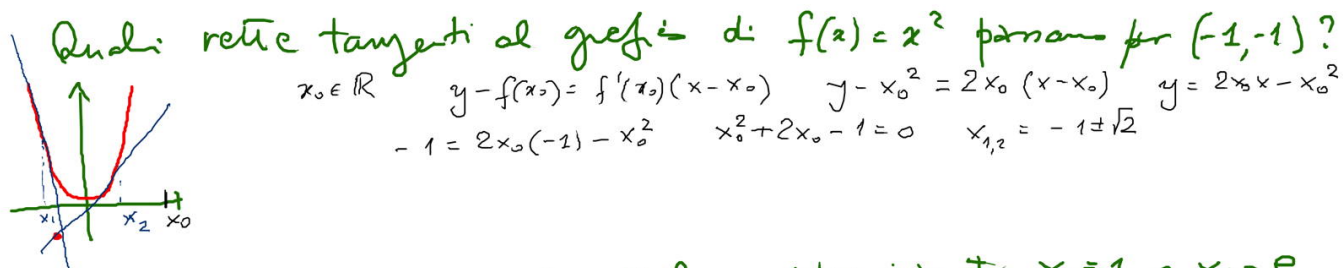 Quali rette tangenti al grafico di f(x) = x² passano per (-1,-1)?
x₀ ∈ ℝ y - f(x₀) = f'(x₀)(x - x₀) y - x₀² = 2x₀ (x - x₀) y = 2x₀x - x₀²
- 1 = 2x₀(-1) - x₀² x₀² + 2x₀ - 1 = 0 x₁,₂ = - 1 ± √2
x₁ x₂ x₀
x = 1 e x = e